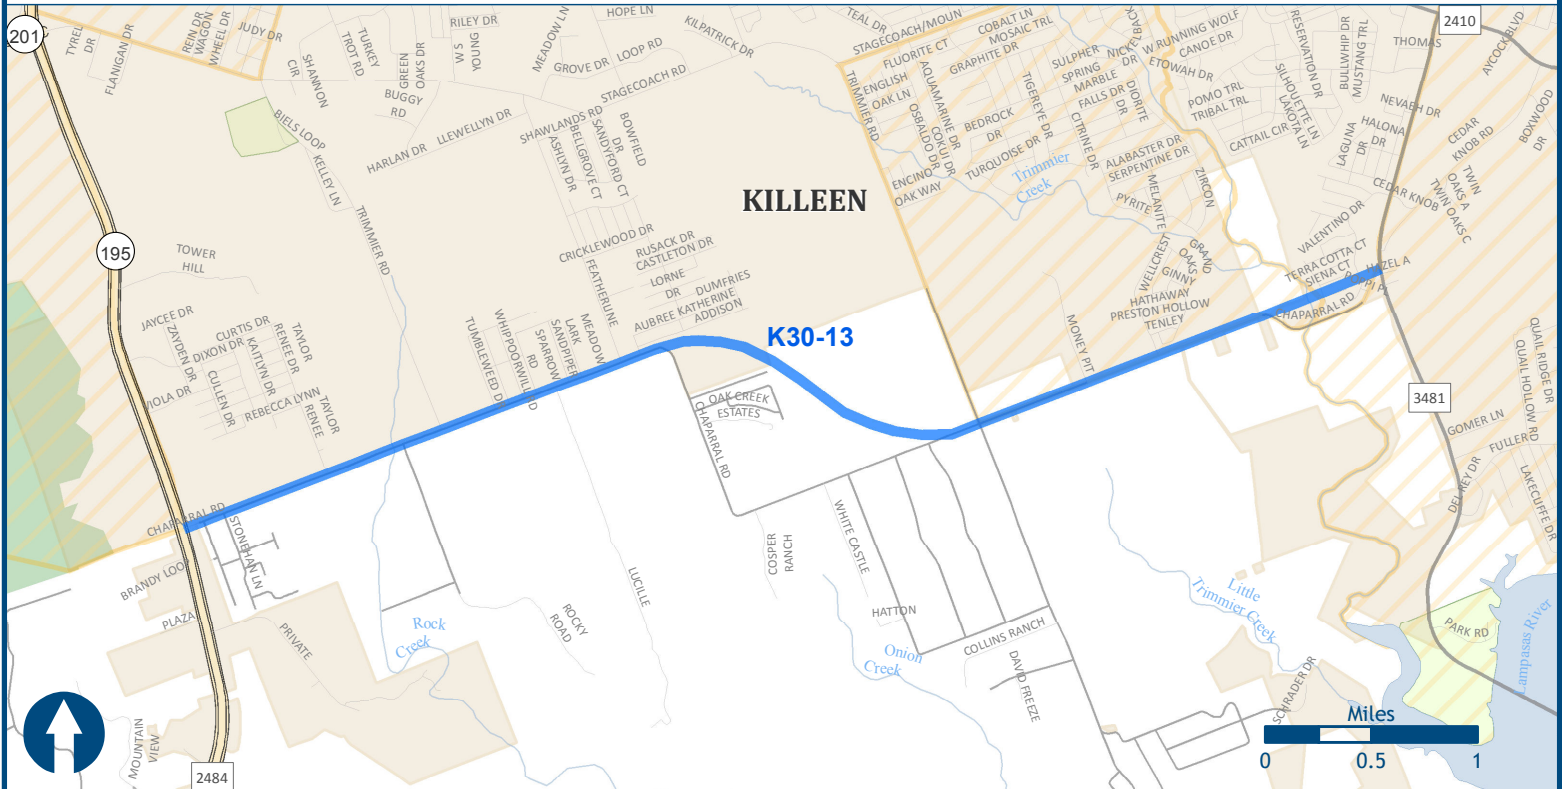 201
TYREL
DR
FLANIGAN DR
REIN DR
WAGON
WHEEL DR
JUDY DR
SHANNON
CIR
TURKEY
TROT RD
GREEN
OAKS DR
BUGGY
RD
RILEY DR
YOUNG
W S
MEADOW LN
HOPE LN
GROVE DR
LOOP RD
STAGECOACH RD
KILPATRICK DR
TEAL DR
STAGECOACH/MOUN
COBALT LN
MOSAIC TRL
FLUORITE CT
GRAPHITE DR
ENGLISH
OAK LN
AQUAMARINE DR
COKUI DR
OSBALDO DR
BEDROCK
DR
TIGEREYE DR
TURQUOISE DR
SULPHER
SPRING
NICKELBACK
DR
MARBLE
FALLS DR
DIORITE
DR
CITRINE DR
W RUNNING WOLF
CANOE DR
ETOWAH DR
POMO TRL
TRIBAL TRL
CATTAIL CIR
RESERVATION DR
SILHOUETTE LN
LAKOTA LN
BULLWHIP DR
MUSTANG TRL
2410
THOMAS
AYCOCK BLVD
NEVAEH DR
HALONA
DR
LAGUNA
DR
CEDAR
KNOB RD
BOXWOOD
DR
CEDAR KNOB
TWIN
OAKS A
TWIN OAKS C
BIELS LOOP
KELLEY LN
HARLAN DR
LLEWELLYN DR
SHAWLANDS RD
ASHLYN DR
BELLGROVE CT
SANDYFORD CT
DR
BOWFIELD
TRIMMIER RD
ENCINO
OAK WAY
Trimmier
Creek
ALABASTER DR
SERPENTINE DR
PYRITE
MELANITE
ZIRCON
KILLEEN
TRIMMIER RD
195
TOWER
HILL
CRICKLEWOOD DR
RUSACK DR
CASTLETON DR
FEATHERLINE
LORNE
DR
DUMFRIES
AUBREE KATHERINE
ADDISON
WELLCREST
GRAND
OAKS
GINNY
HATHAWAY
PRESTON HOLLOW
TENLEY
VALENTINO DR
TERRA COTTA CT
SIENA CT
HAZEL A
CHAPARRAL RD
JAYCEE DR
ZAYDEN DR
CURTIS DR
DIXON DR
KAITLYN DR
TAYLOR
RENEE DR
VIOLA DR
CULLEN DR
REBECCA LYNN
TAYLOR
RENEE
TUMBLEWEED DR
WHIPPOORWILL RD
RD
SPARROW
SANDPIPER
LARK
MEADOW
K30-13
MONEY PIT
OAK CREEK
ESTATES
CHAPARRAL RD
3481
QUAIL RIDGE DR
QUAIL HOLLOW RD
GOMER LN
FULLER
DEL REY DR
LAKECLIFFE DR
CHAPARRAL RD
STONEHAN LN
BRANDY LOOP
PLAZA
PRIVATE
Rock
Creek
ROCKY
ROAD
LUCILLE
COSPER
RANCH
WHITE CASTLE
HATTON
Onion
Creek
COLLINS RANCH
DAVID FREEZE
Little
Trimmier Creek
SCHRADER DR
PARK RD
Lampasas River
MOUNTAIN
VIEW
2484
Miles
0
0.5
1